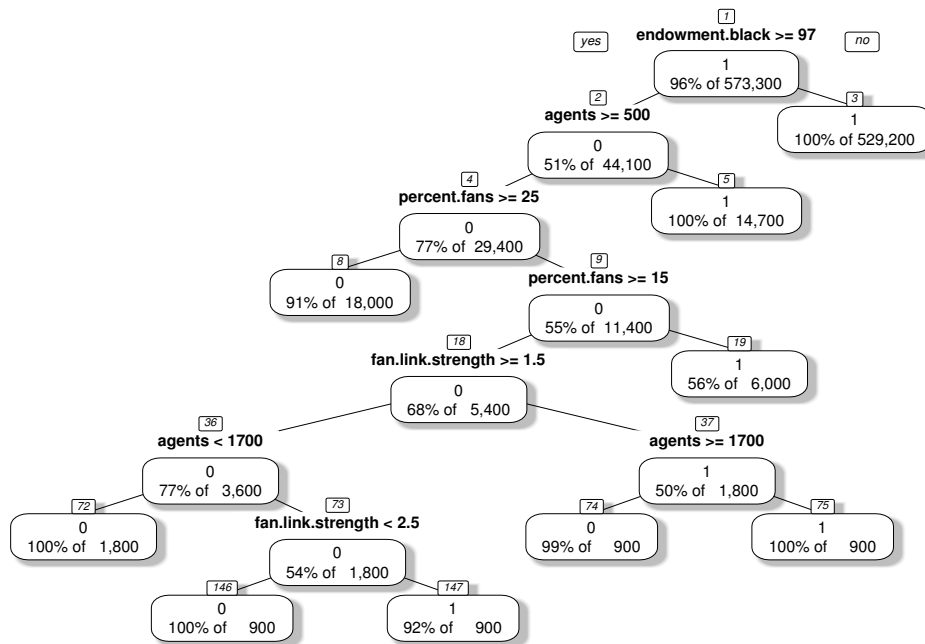 1
endowment.black >= 97
yes
no
1
96% of 573,300
2
agents >= 500
3
1
100% of 529,200
0
51% of 44,100
4
percent.fans >= 25
5
1
100% of 14,700
0
77% of 29,400
8
0
91% of 18,000
9
percent.fans >= 15
0
55% of 11,400
18
fan.link.strength >= 1.5
19
1
56% of 6,000
0
68% of 5,400
36
agents < 1700
37
agents >= 1700
0
77% of 3,600
1
50% of 1,800
72
0
100% of 1,800
73
fan.link.strength < 2.5
74
0
99% of 900
75
1
100% of 900
0
54% of 1,800
146
0
100% of 900
147
1
92% of 900